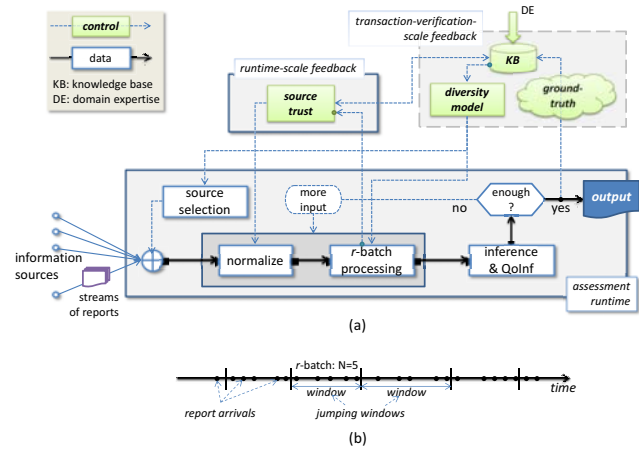 control
data
KB: knowledge base
DE: domain expertise
transaction-verification-
scale feedback
DE
KB
diversity
model
ground-
truth
runtime-scale feedback
source
trust
source
selection
more
input
no
enough
?
yes
output
information
sources
streams
of reports
normalize
r-batch
processing
inference
& QoInf
assessment
runtime
(a)
r-batch: N=5
window
window
time
report arrivals
jumping windows
(b)